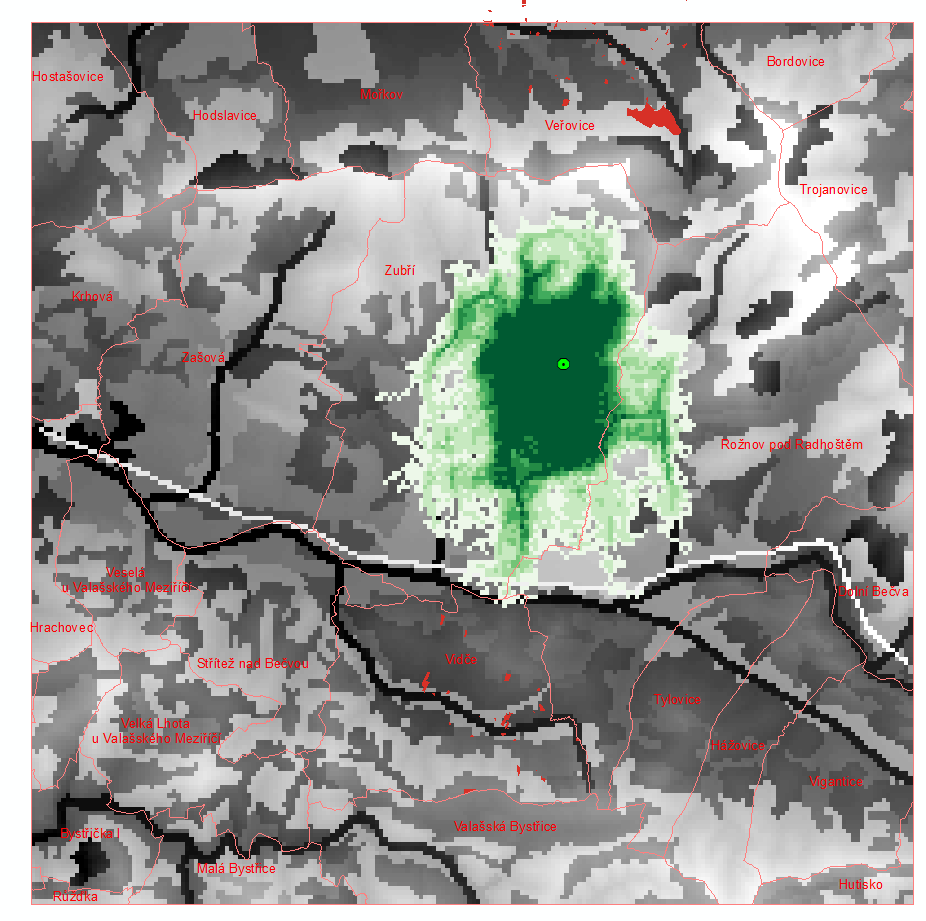 Bordovice
Hostašovice
Mořkov
Hodslavice
Veřovice
Trojanovice
Zubří
Krhová
Zašová
Rožnov pod Radhoštěm
Veselá
u Valašského Meziříčí
Dolní Bečva
Hrachovec
Střítež nad Bečvou
Vidče
Tylovice
Velká Lhota
u Valašského Meziříčí
Hážovice
Vigantice
Valašská Bystřice
Bystřička I
Malá Bystřice
Hutisko
Růžďka